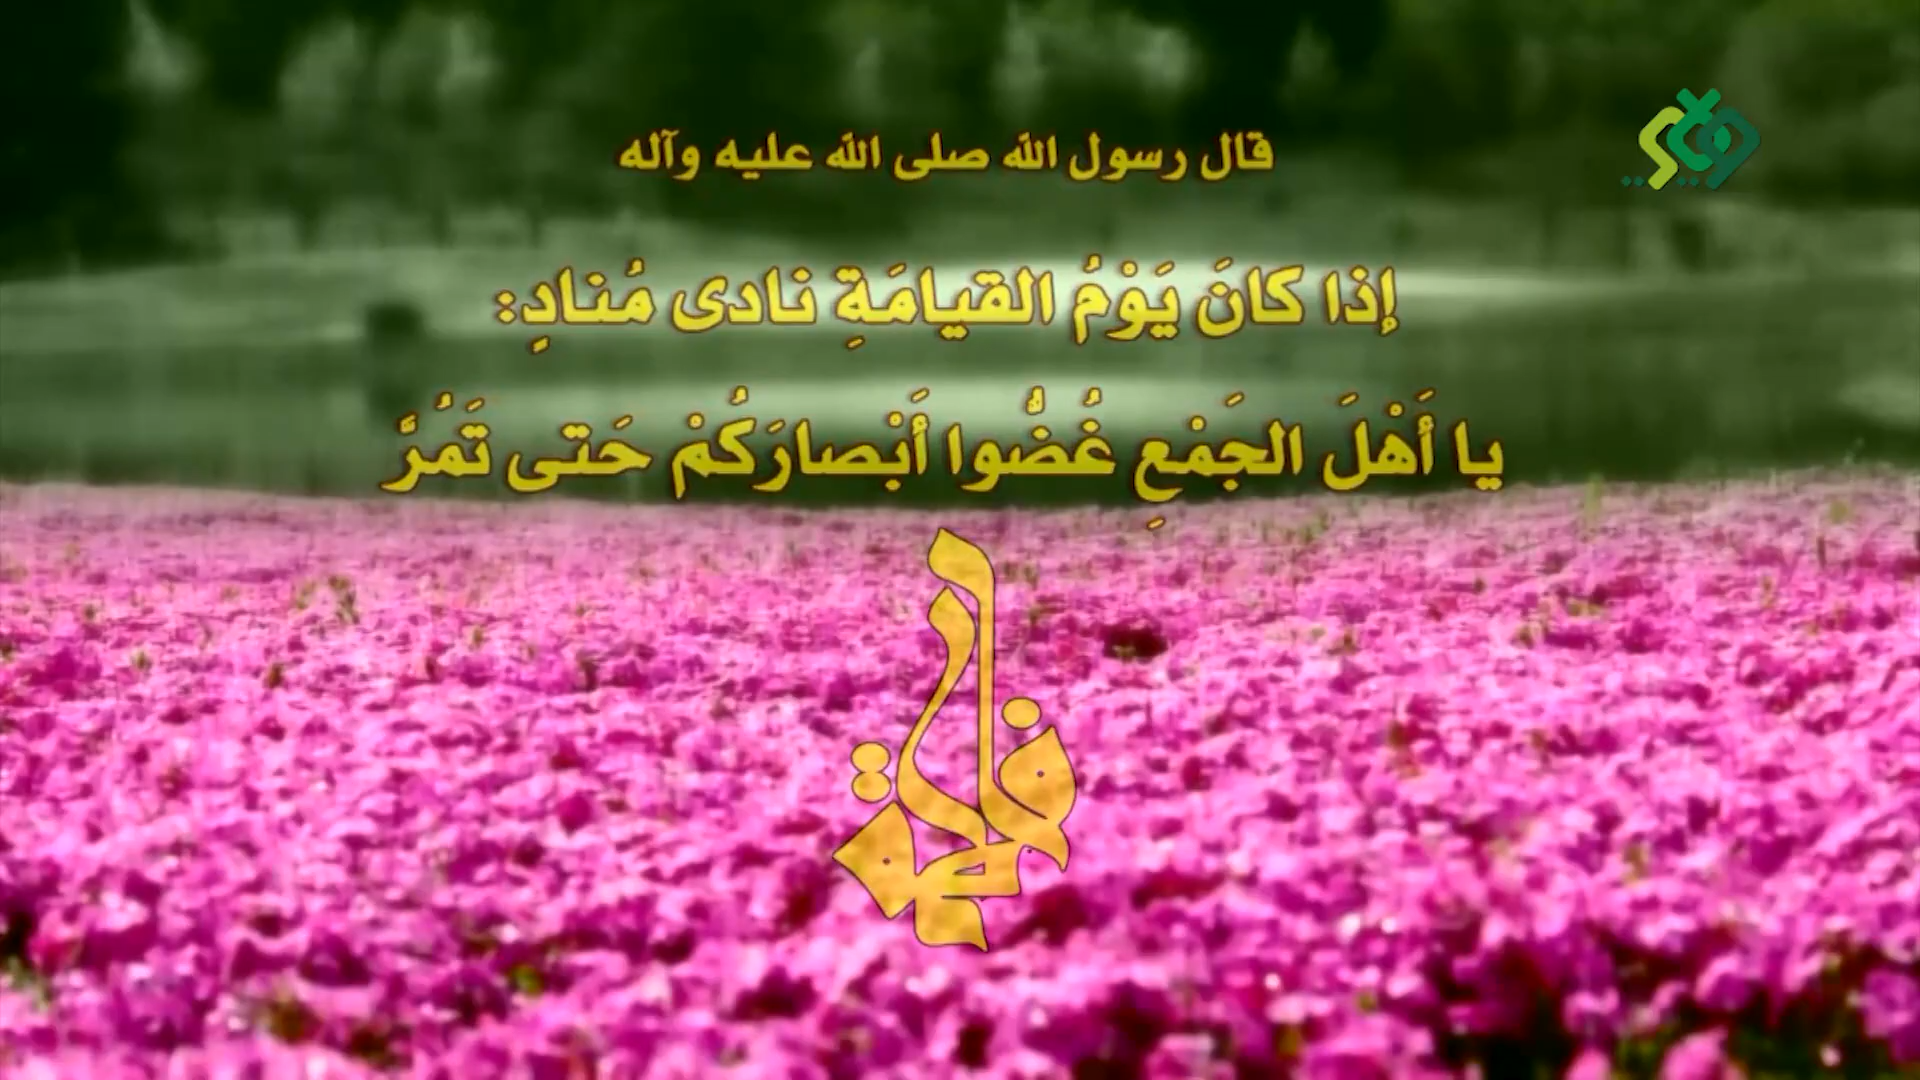 قال رسول الله صلى الله عليه وآله
إذا كانَ يَوْمُ القيامَةِ نادى مُنادٍ:
يا أَهْلَ الجَمْعِ غُضُّوا أَبْصارَكُمْ حَتى تَمُرَّ
فاطمة